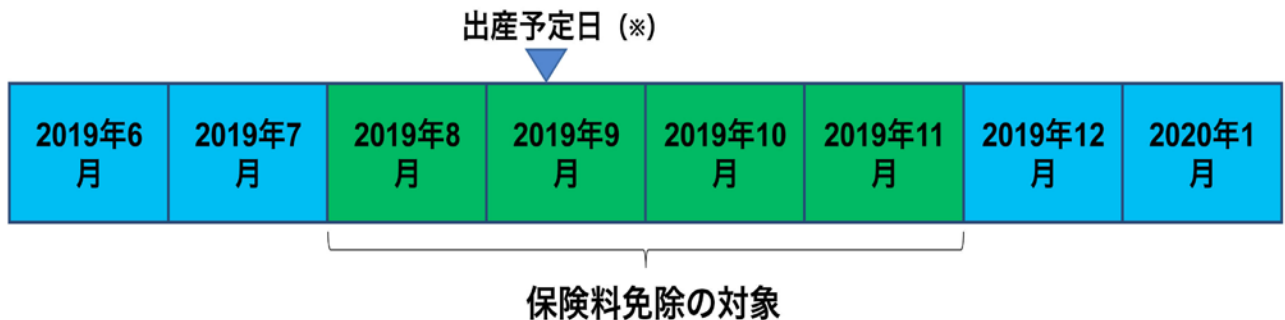 出産予定日（※）
2019年6
月
2019年7
月
2019年8
月
2019年9
月
2019年10
月
2019年11
月
2019年12
月
2020年1
月
保険料免除の対象